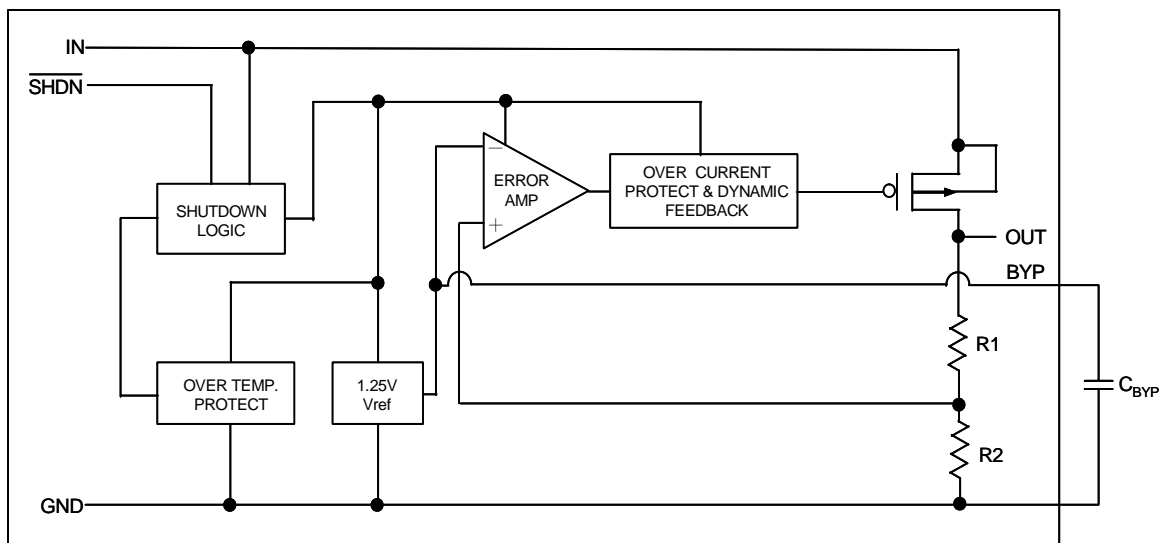 IN
SHDN
SHUTDOWN
LOGIC
−
ERROR
AMP
+
OVER CURRENT
PROTECT & DYNAMIC
FEEDBACK
OUT
BYP
R1
OVER TEMP.
PROTECT
1.25V
Vref
CBYP
R2
GND